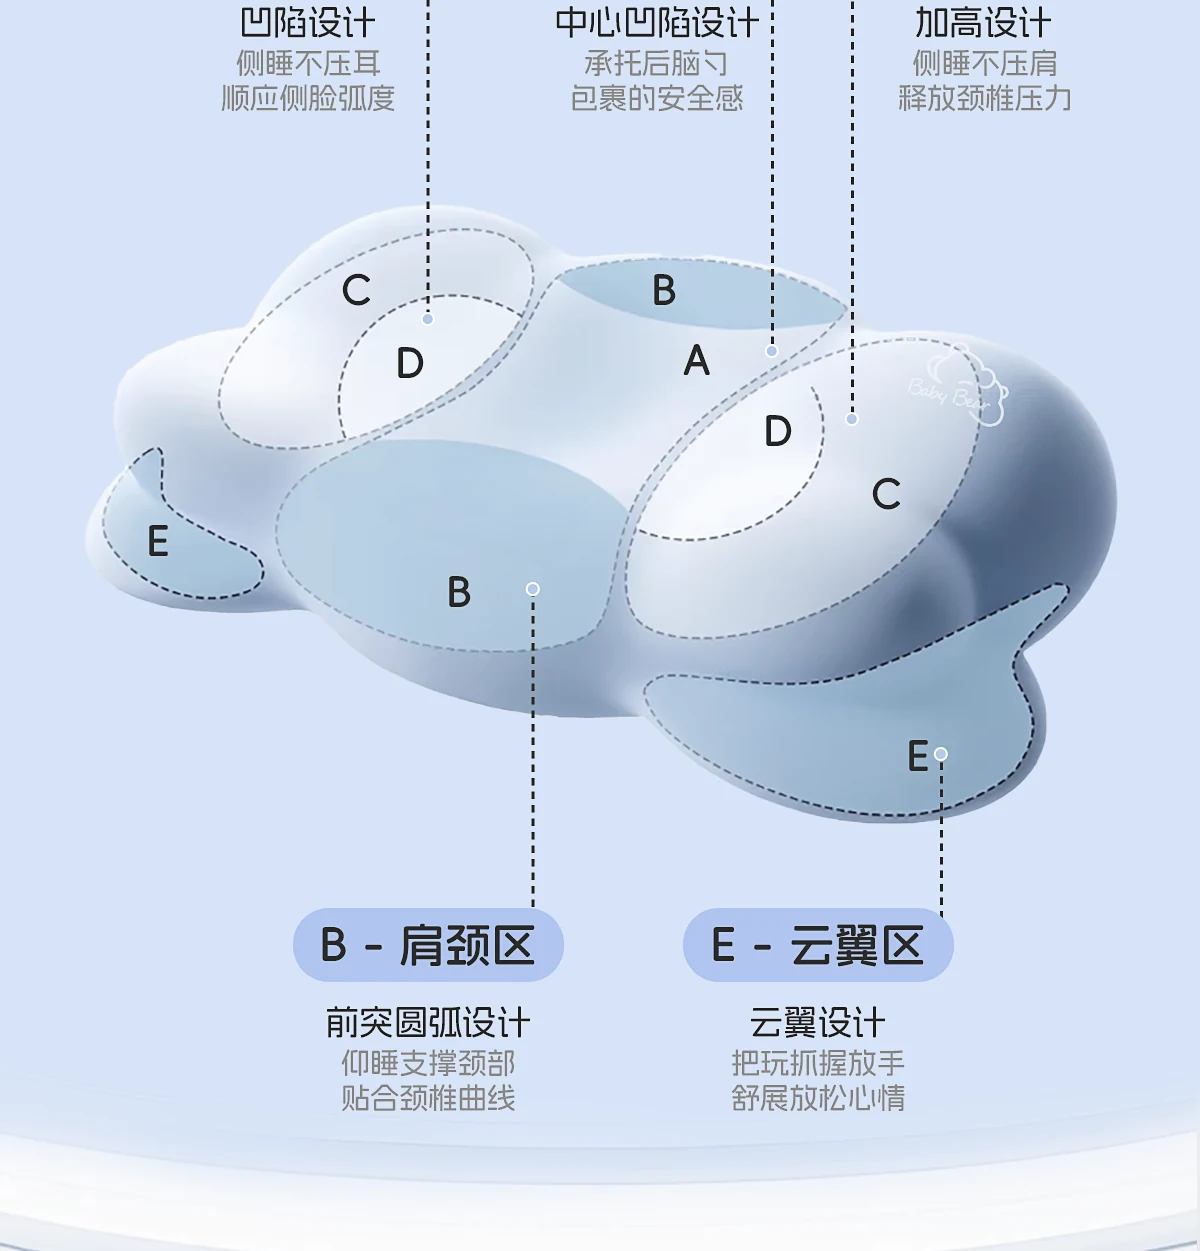 凹陷设计
侧睡不压耳
顺应侧脸弧度
中心凹陷设计
承托后脑勺
包裹的安全感
加高设计
侧睡不压肩
释放颈椎压力
C
B
D
A
Baby Bear
D
C
E
B
E
B - 肩颈区
前突圆弧设计
仰睡支撑颈部
贴合颈椎曲线
E - 云翼区
云翼设计
把玩抓握放手
舒展放松心情